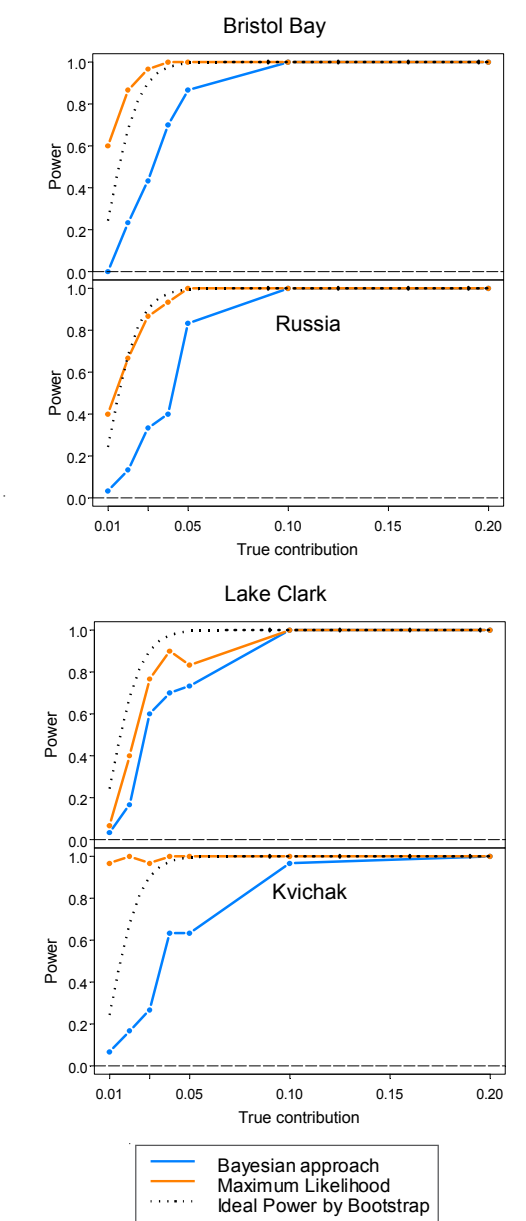 Bristol Bay
1.0
0.8
0.6
0.4
0.2
0.0
Power
Russia
1.0
0.8
0.6
0.4
0.2
0.0
Power
0.01 0.05 0.10 0.15 0.20
True contribution
Lake Clark
1.0
0.8
0.6
0.4
0.2
0.0
Power
Kvichak
1.0
0.8
0.6
0.4
0.2
0.0
Power
0.01 0.05 0.10 0.15 0.20
True contribution
Bayesian approach
Maximum Likelihood
Ideal Power by Bootstrap